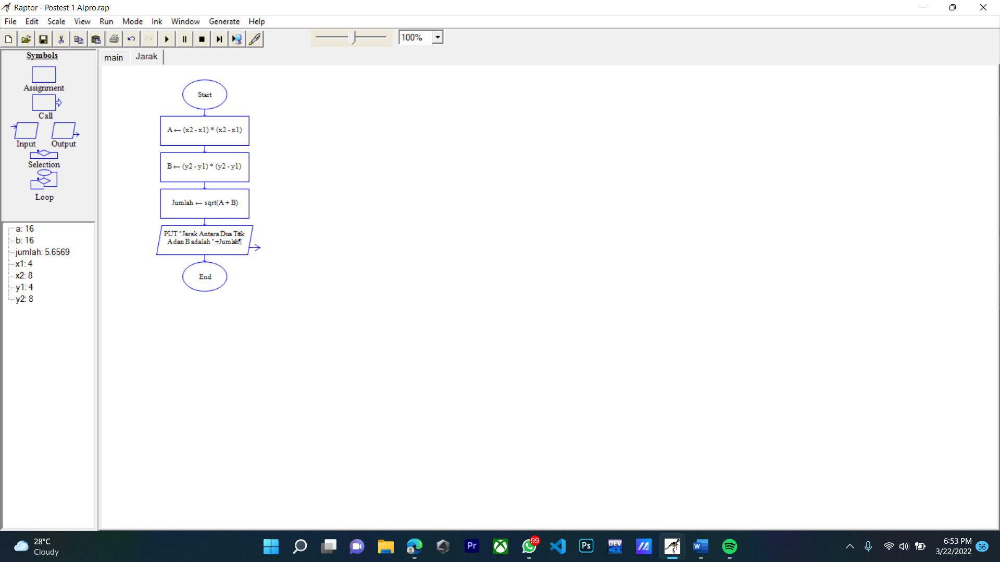 Raptor - Postest 1 Alpro.rap
File Edit Scale View Run Mode Ink Window Generate Help
100%
Symbols
main Jarak
Assignment
Call
Input Output
Selection
Loop
Start
A ← (x2 - x1) * (x2 - x1)
B ← (y2 - y1) * (y2 - y1)
Jumlah ← sqrt(A + B)
PUT "Jarak Antara Dua Titik
A dan B adalah "+Jumlah¶
End
a: 16
b: 16
jumlah: 5.6569
x1: 4
x2: 8
y1: 4
y2: 8
28°C
Cloudy
Pr
99
Ps
DEV
C++
W
6:53 PM
3/22/2022
36